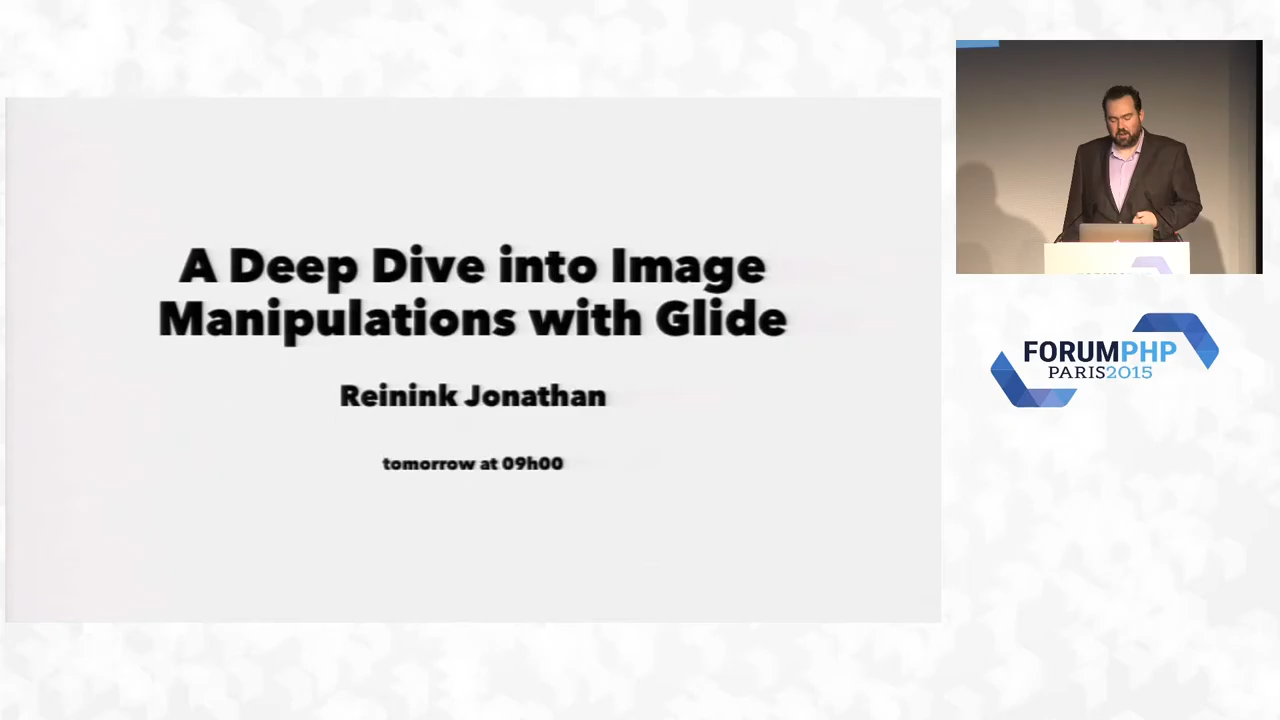 A Deep Dive into Image
Manipulations with Glide
Reinink Jonathan
tomorrow at 09h00
FORUMPHP
PARIS2015